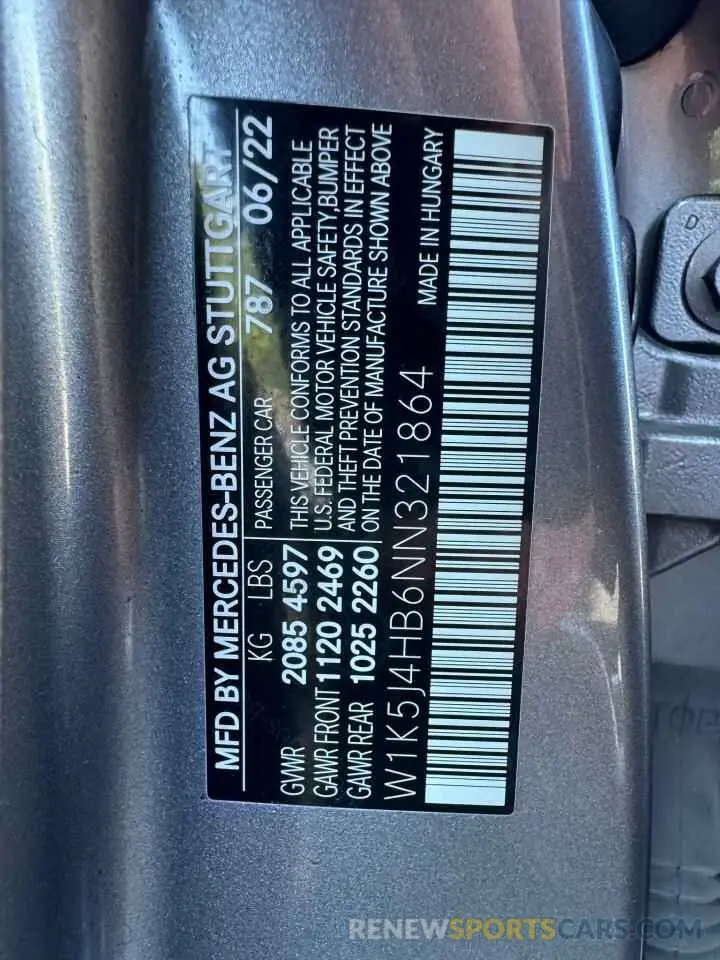 MFD BY MERCEDES-BENZ AG STUTTGART
KG LBS 787 06/22
GVWR 2085 4597 PASSENGER CAR
GAWR FRONT 1120 2469 THIS VEHICLE CONFORMS TO ALL APPLICABLE
U.S. FEDERAL MOTOR VEHICLE SAFETY,BUMPER
GAWR REAR 1025 2260 AND THEFT PREVENTION STANDARDS IN EFFECT
ON THE DATE OF MANUFACTURE SHOWN ABOVE
W1K5J4HB6NN321864 MADE IN HUNGARY
D
RENEWSPORTSCARS.COM